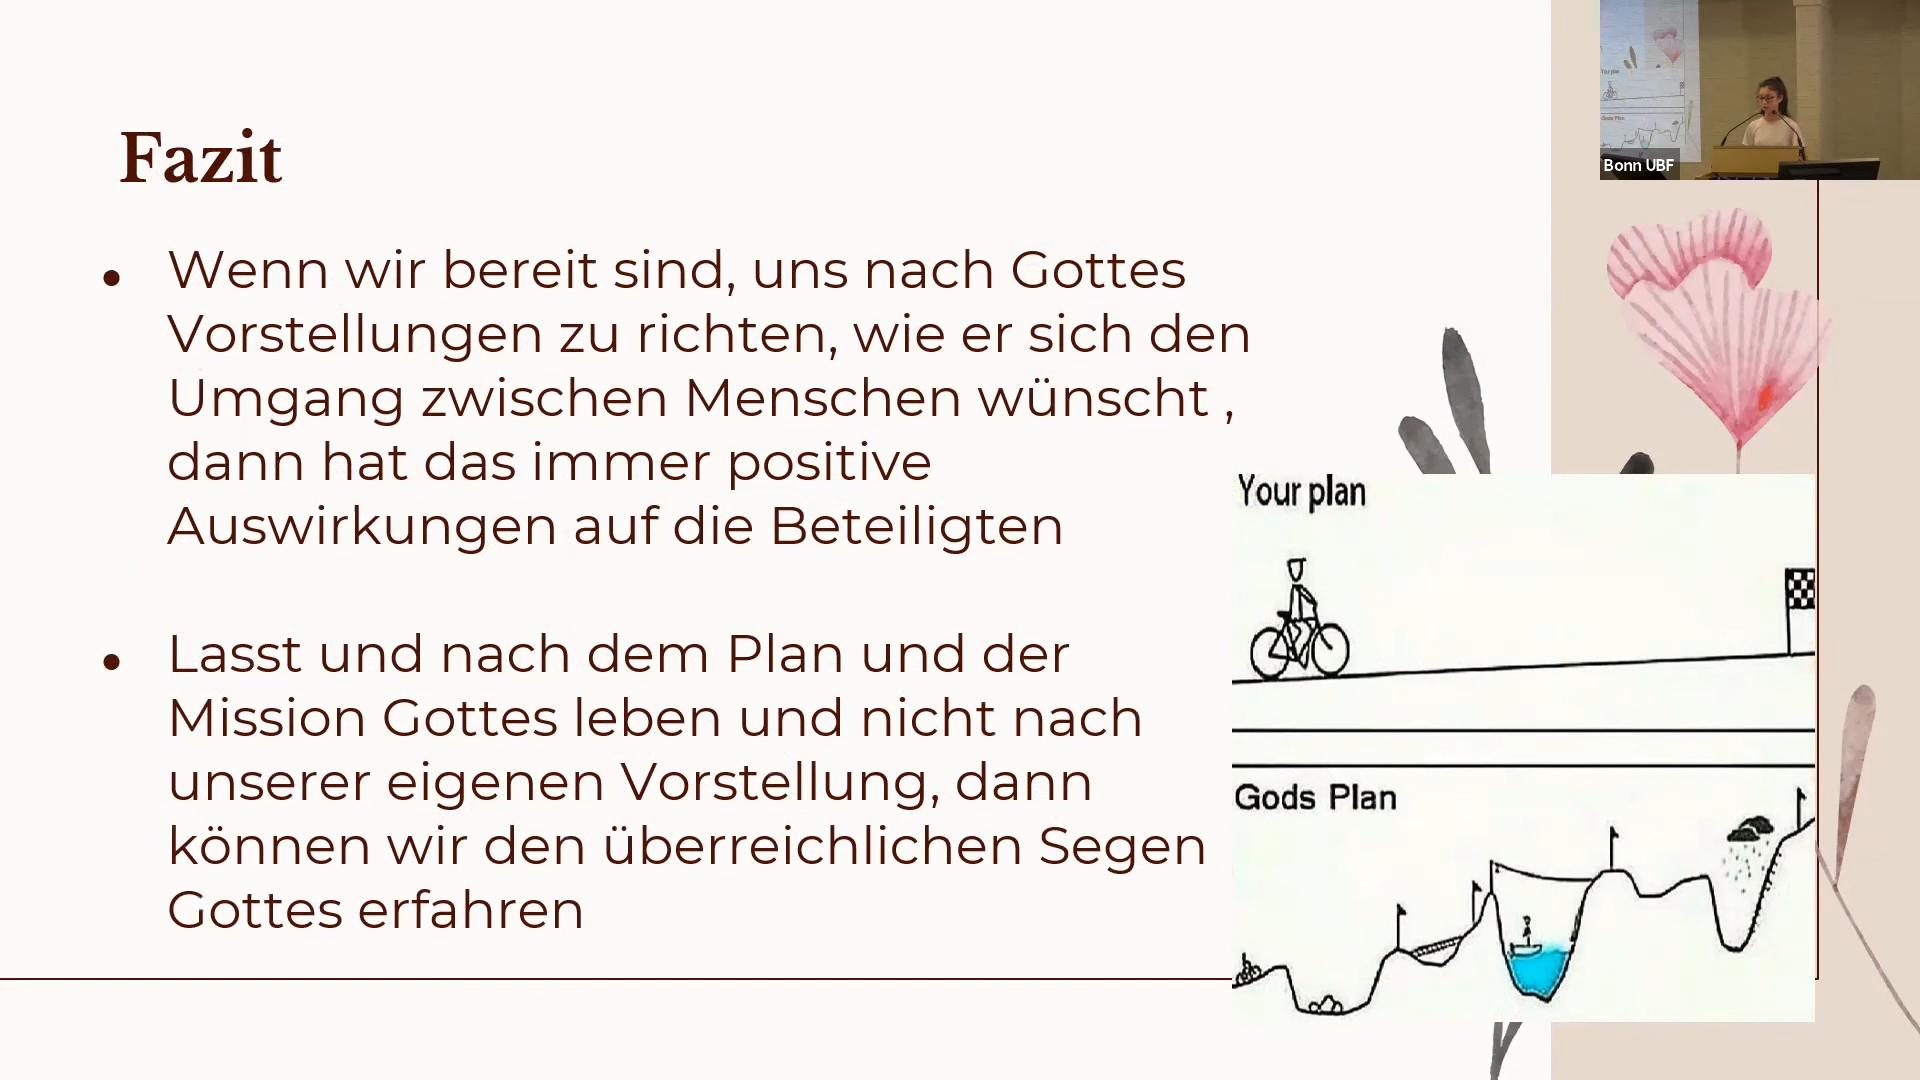 Fazit
• Wenn wir bereit sind, uns nach Gottes
Vorstellungen zu richten, wie er sich den
Umgang zwischen Menschen wünscht ,
dann hat das immer positive
Auswirkungen auf die Beteiligten
• Lasst und nach dem Plan und der
Mission Gottes leben und nicht nach
unserer eigenen Vorstellung, dann
können wir den überreichlichen Segen
Gottes erfahren
Your plan
Gods Plan
Bonn UBF